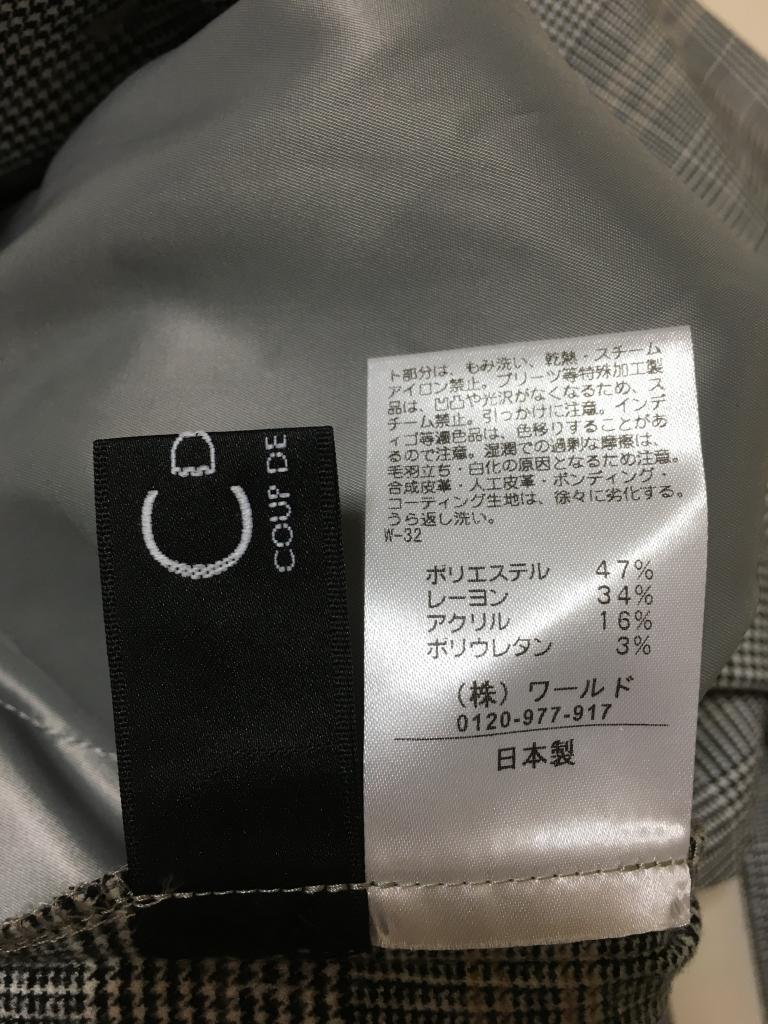 CD
COUP DE
ト部分は、もみ洗い、乾熱・スチーム
アイロン禁止。プリーツ等特殊加工製
品は、凹凸や光沢がなくなるため、ス
チーム禁止。引っかけに注意。インデ
ィゴ等濃色品は、色移りすることがあ
るので注意。湿潤での過剰な摩擦は、
毛羽立ち・白化の原因となるため注意。
合成皮革・人工皮革・ボンディング・
コーティング生地は、徐々に劣化する。
うら返し洗い。
W-32
ポリエステル 47%
レーヨン 34%
アクリル 16%
ポリウレタン 3%
(株)ワールド
0120-977-917
日本製